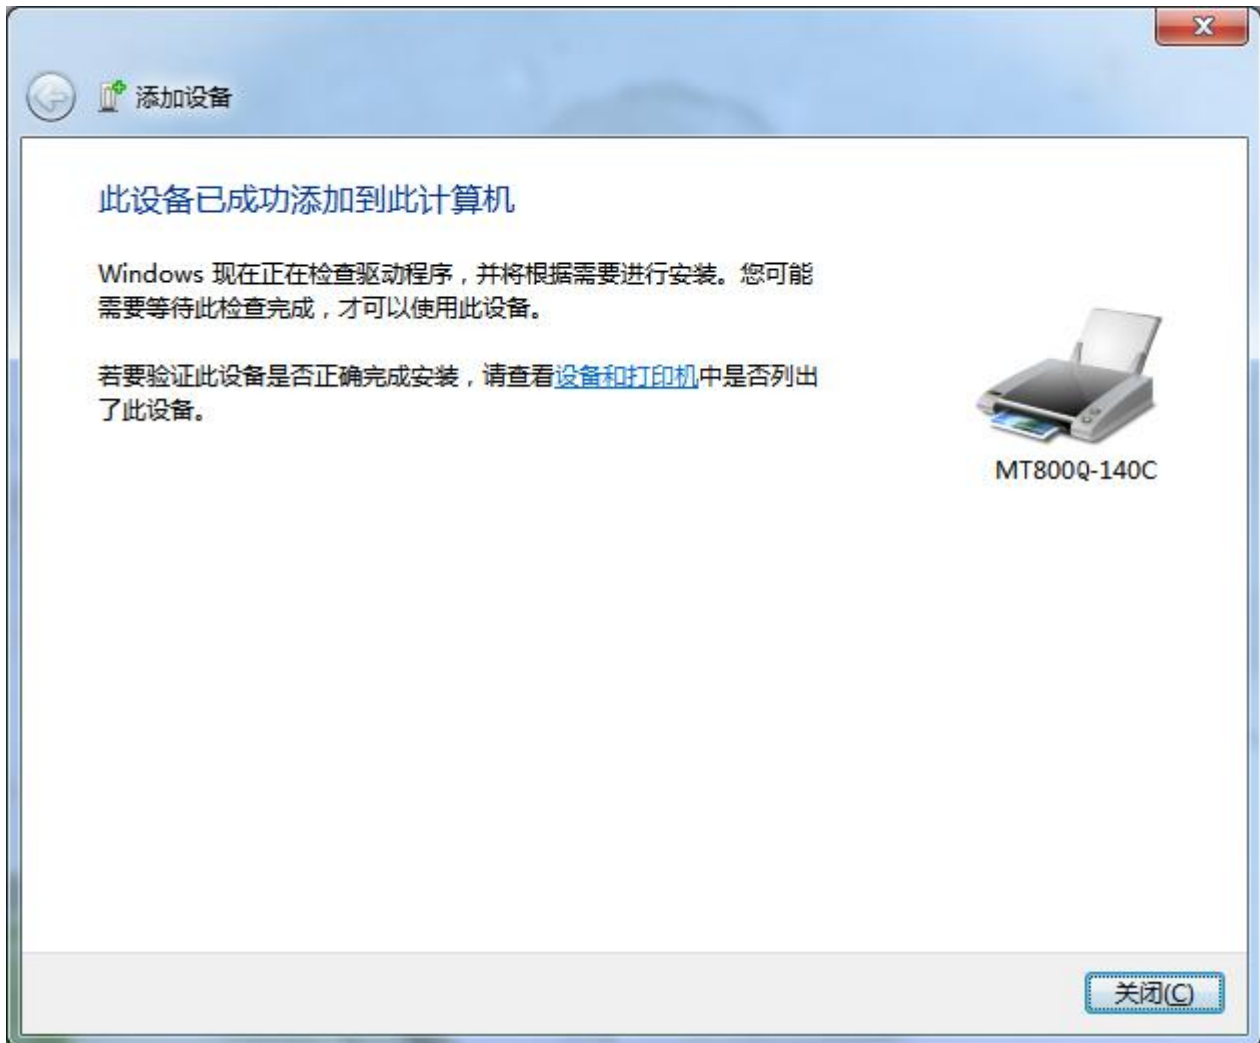 添加设备
此设备已成功添加到此计算机
Windows 现在正在检查驱动程序，并将根据需要进行安装。您可能
需要等待此检查完成，才可以使用此设备。
若要验证此设备是否正确完成安装，请查看设备和打印机中是否列出
了此设备。
MT800Q-140C
关闭(C)